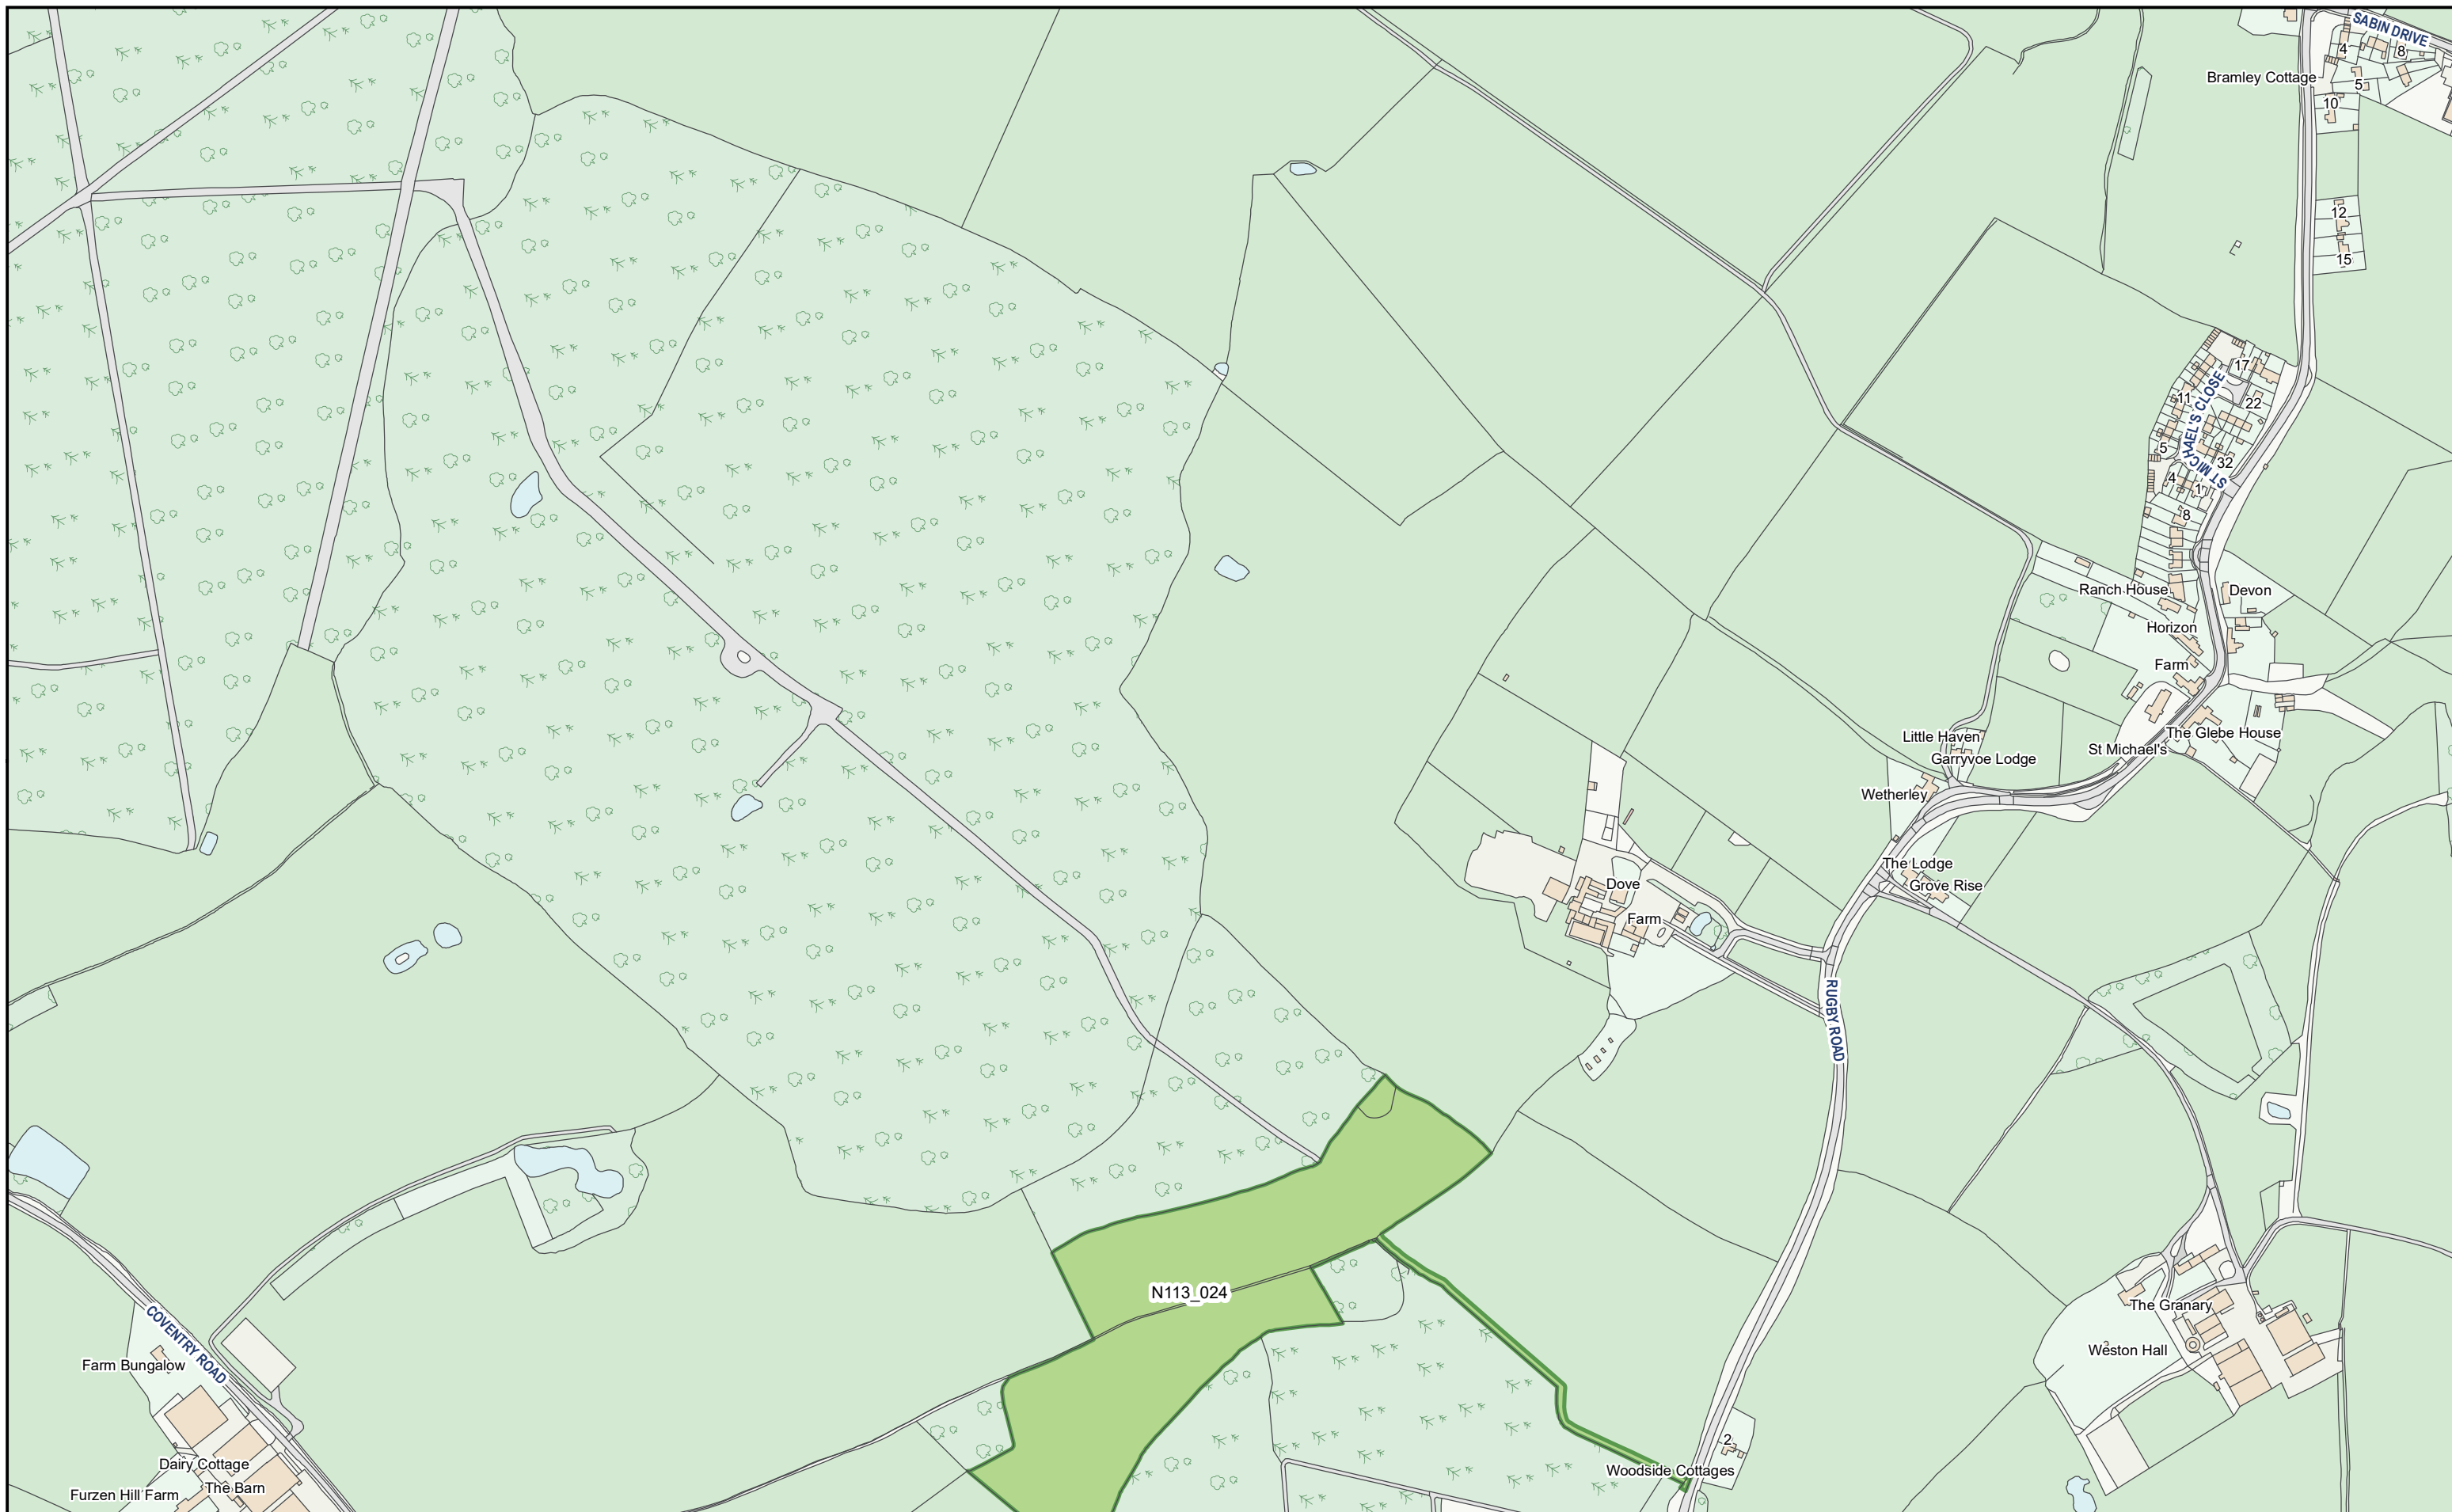 SABIN DRIVE
4
8
Bramley Cottage
5
10
12
15
17
11
22
ST MICHAEL'S CLOSE
5
32
4
1
8
Ranch House
Devon
Horizon
Farm
Little Haven
The Glebe House
St Michael's
Garryvoe Lodge
Wetherley
The Lodge
Dove
Grove Rise
Farm
RUGBY ROAD
N113_024
The Granary
COVENTRY ROAD
2
Weston Hall
Farm Bungalow
2
Dairy Cottage
Woodside Cottages
The Barn
Furzen Hill Farm